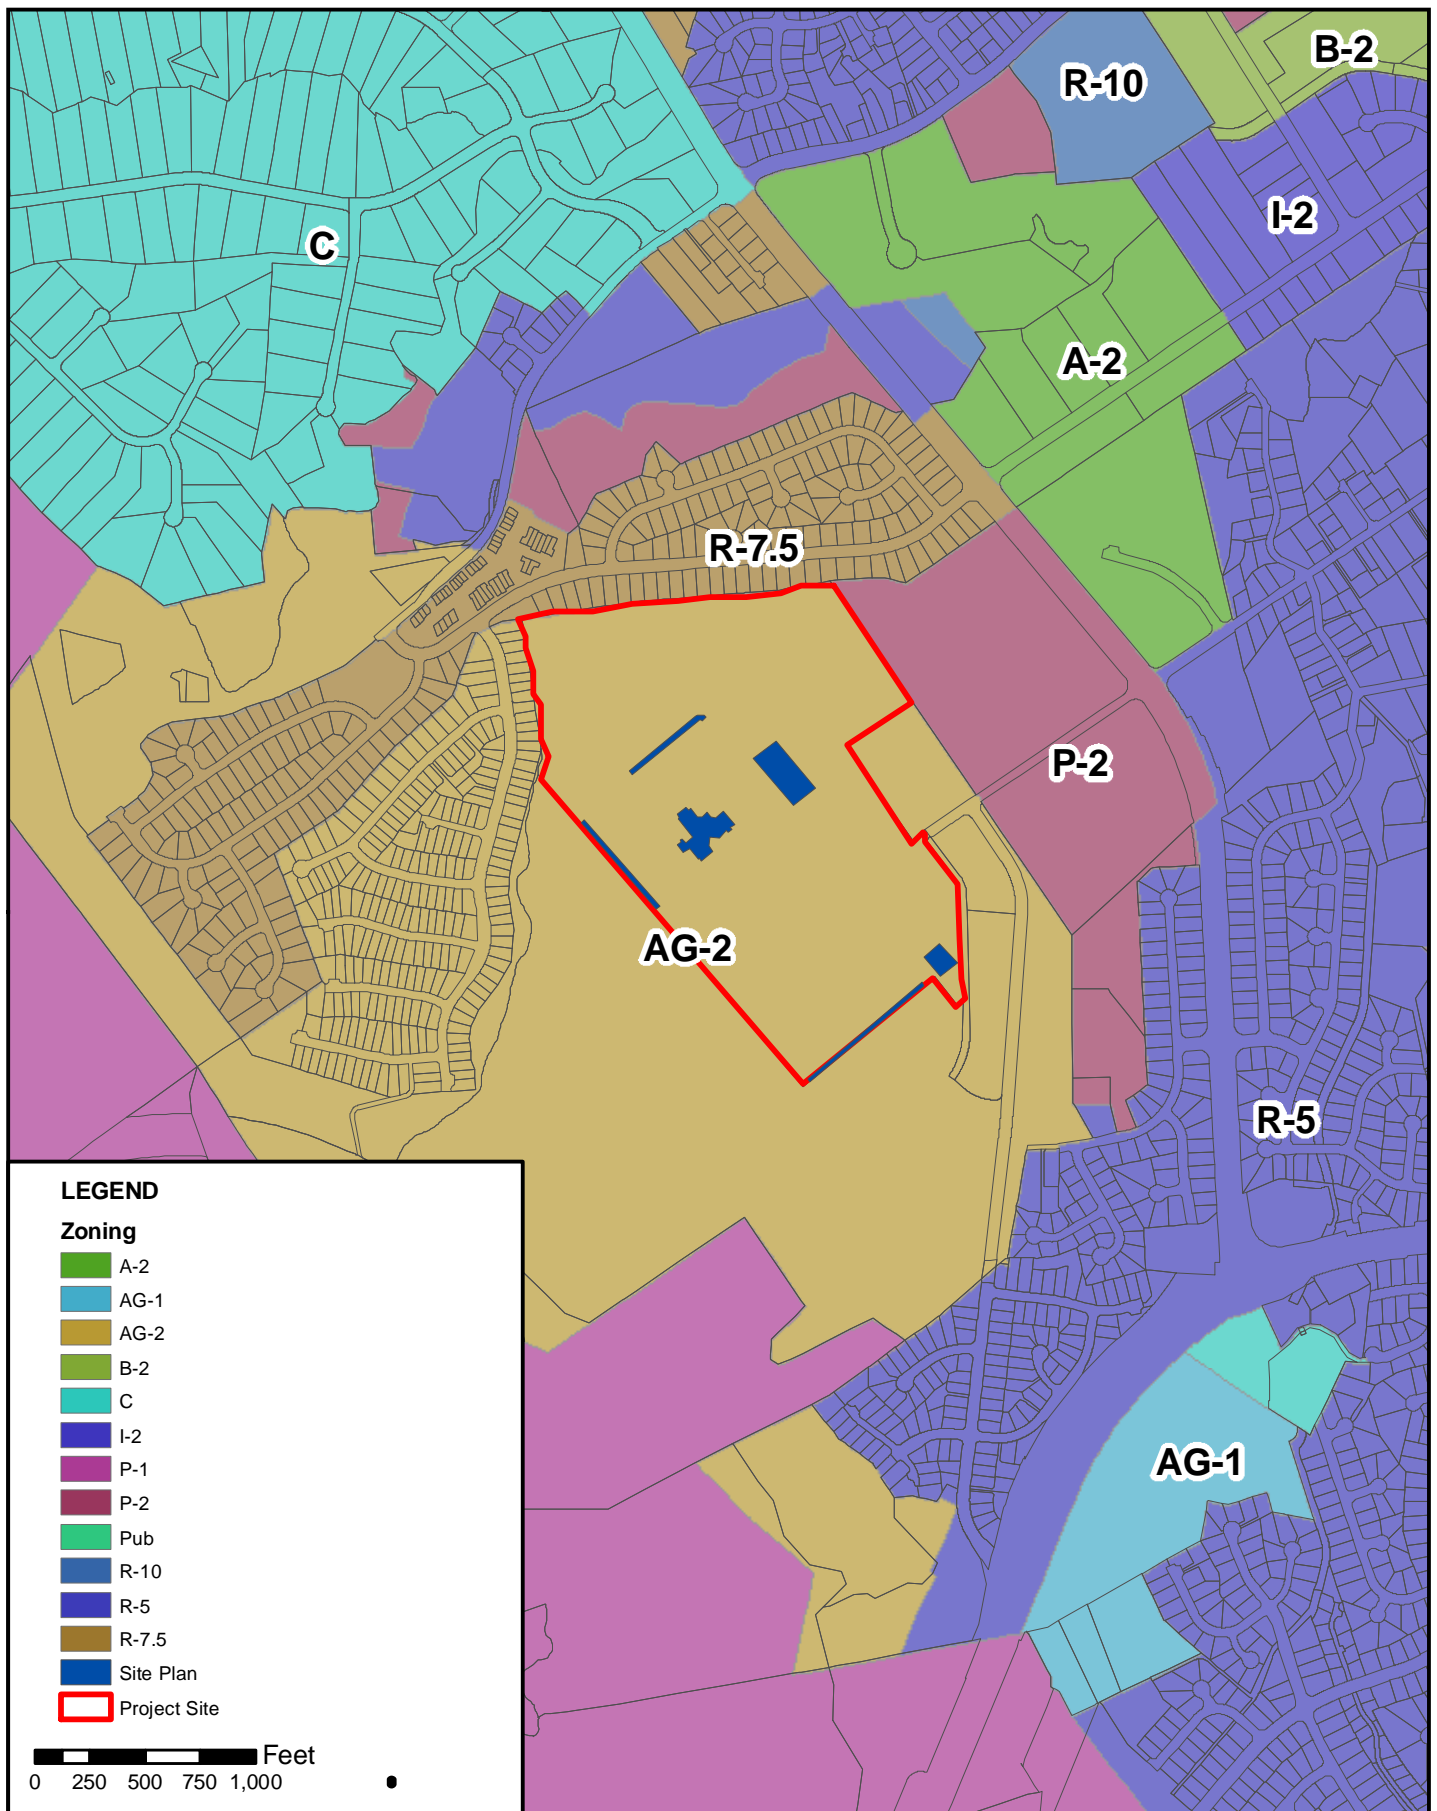 B-2
R-10
I-2
C
A-2
R-7.5
P-2
AG-2
R-5
AG-1
LEGEND
Zoning
A-2
AG-1
AG-2
B-2
C
I-2
P-1
P-2
Pub
R-10
R-5
R-7.5
Site Plan
Project Site
Feet
0 250 500 750 1,000